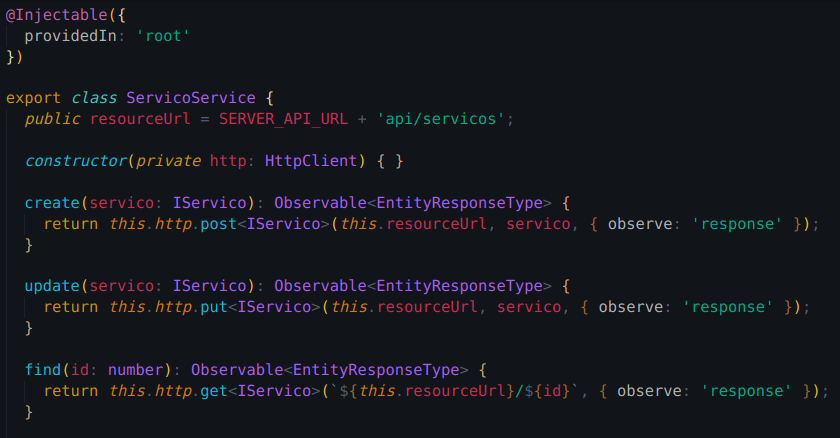 @Injectable({
  providedIn: 'root'
})
export class ServicoService {
  public resourceUrl = SERVER_API_URL + 'api/servicos';
  constructor(private http: HttpClient) { }
  create(servico: IServico): Observable<EntityResponseType> {
    return this.http.post<IServico>(this.resourceUrl, servico, { observe: 'response' });
  }
  update(servico: IServico): Observable<EntityResponseType> {
    return this.http.put<IServico>(this.resourceUrl, servico, { observe: 'response' });
  }
  find(id: number): Observable<EntityResponseType> {
    return this.http.get<IServico>(`${this.resourceUrl}/${id}`, { observe: 'response' });
  }